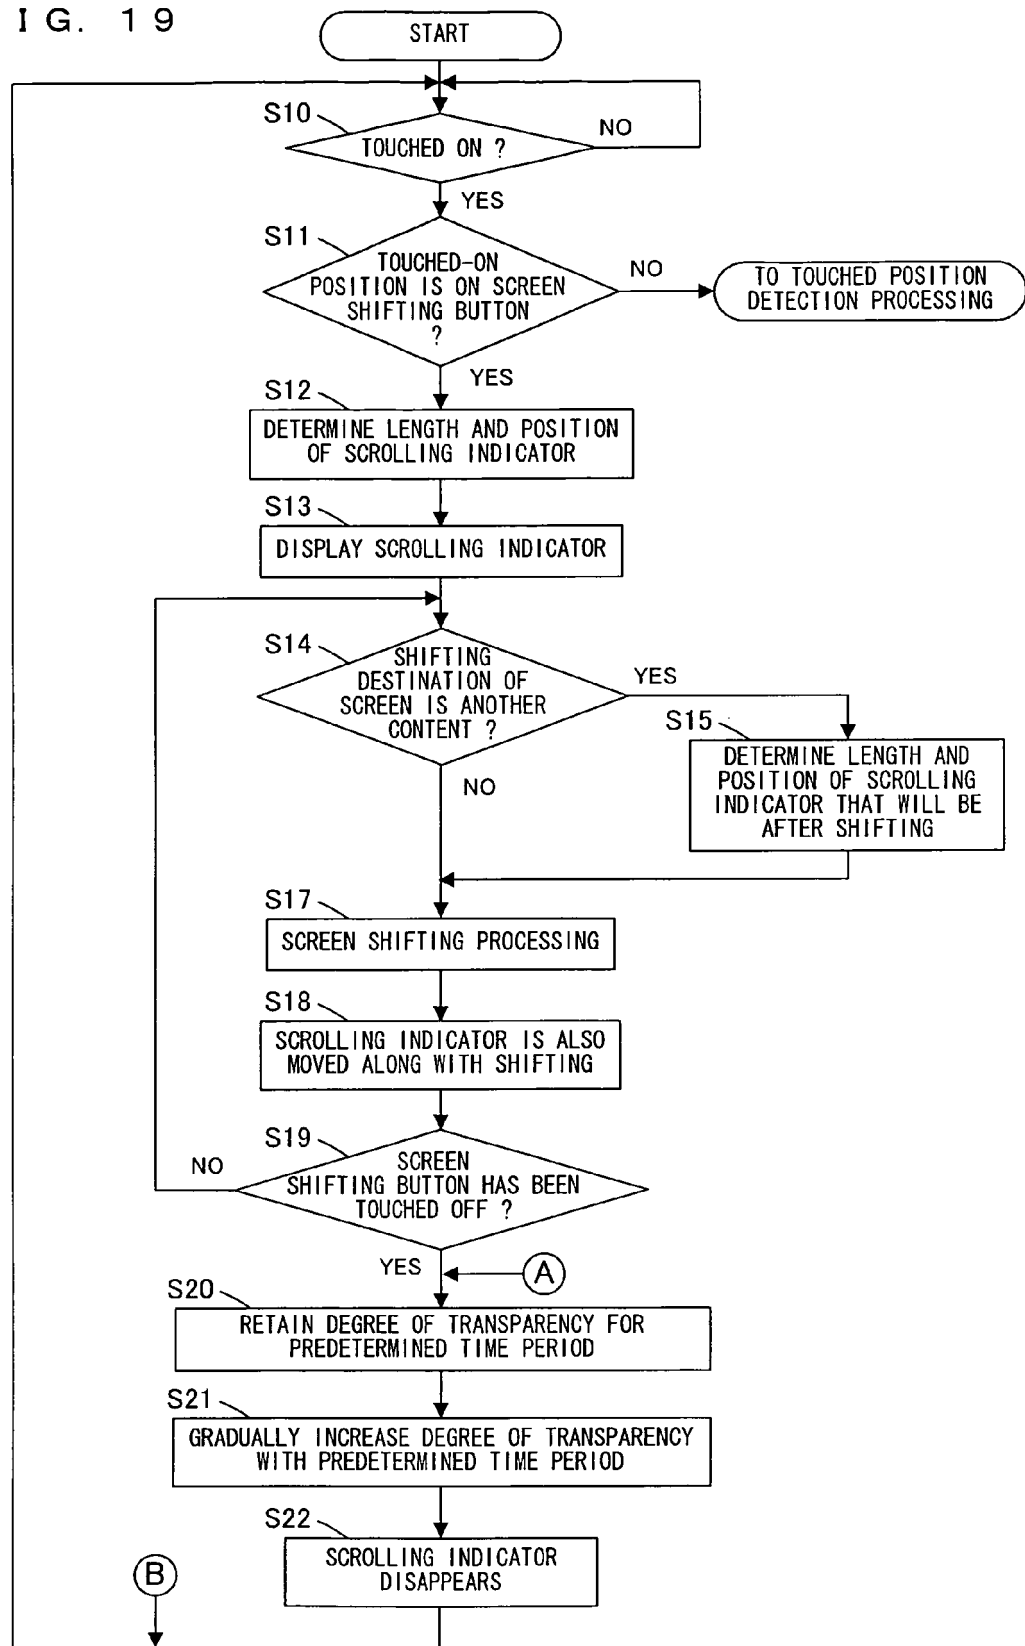 I G. 19
START
S10
TOUCHED ON ?
NO
YES
S11
TOUCHED-ON
POSITION IS ON SCREEN
SHIFTING BUTTON
?
NO
TO TOUCHED POSITION
DETECTION PROCESSING
YES
S12
DETERMINE LENGTH AND POSITION
OF SCROLLING INDICATOR
S13
DISPLAY SCROLLING INDICATOR
S14
SHIFTING
DESTINATION OF
SCREEN IS ANOTHER
CONTENT ?
YES
S15
DETERMINE LENGTH AND
POSITION OF SCROLLING
INDICATOR THAT WILL BE
AFTER SHIFTING
NO
S17
SCREEN SHIFTING PROCESSING
S18
SCROLLING INDICATOR IS ALSO
MOVED ALONG WITH SHIFTING
S19
SCREEN
SHIFTING BUTTON HAS BEEN
TOUCHED OFF ?
NO
YES
A
S20
RETAIN DEGREE OF TRANSPARENCY FOR
PREDETERMINED TIME PERIOD
S21
GRADUALLY INCREASE DEGREE OF TRANSPARENCY
WITH PREDETERMINED TIME PERIOD
S22
SCROLLING INDICATOR
DISAPPEARS
B